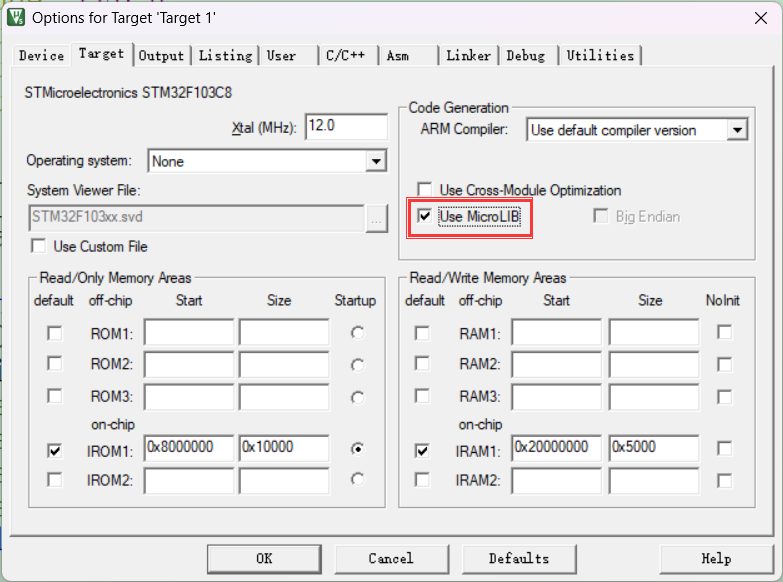 Options for Target 'Target 1'
Device Target Output Listing User C/C++ Asm Linker Debug Utilities
STMicroelectronics STM32F103C8
Xtal (MHz): 12.0
Operating system: None
System Viewer File:
STM32F103xx.svd ...
Use Custom File
Code Generation
ARM Compiler: Use default compiler version
Use Cross-Module Optimization
Use MicroLIB Big Endian
Read/Only Memory Areas
default off-chip Start Size Startup
ROM1:
ROM2:
ROM3:
on-chip
IROM1: 0x8000000 0x10000
IROM2:
Read/Write Memory Areas
default off-chip Start Size NoInit
RAM1:
RAM2:
RAM3:
on-chip
IRAM1: 0x20000000 0x5000
IRAM2:
OK Cancel Defaults Help